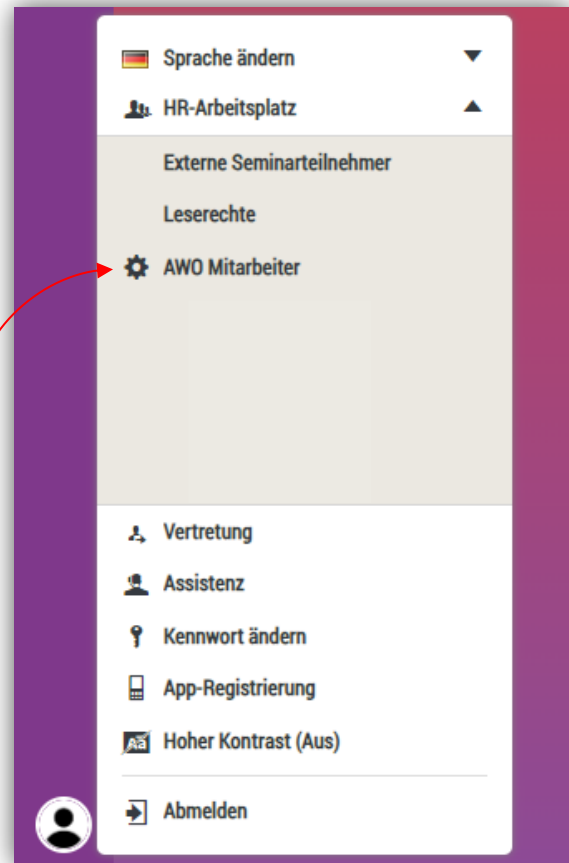 Sprache ändern
HR-Arbeitsplatz
Externe Seminarteilnehmer
Leserechte
AWO Mitarbeiter
Vertretung
Assistenz
Kennwort ändern
App-Registrierung
Aa Hoher Kontrast (Aus)
Abmelden